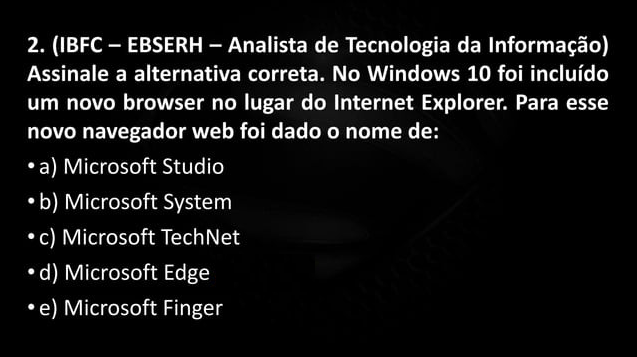 2. (IBFC – EBSERH – Analista de Tecnologia da Informação)
Assinale a alternativa correta. No Windows 10 foi incluído
um novo browser no lugar do Internet Explorer. Para esse
novo navegador web foi dado o nome de:
• a) Microsoft Studio
• b) Microsoft System
• c) Microsoft TechNet
• d) Microsoft Edge
• e) Microsoft Finger